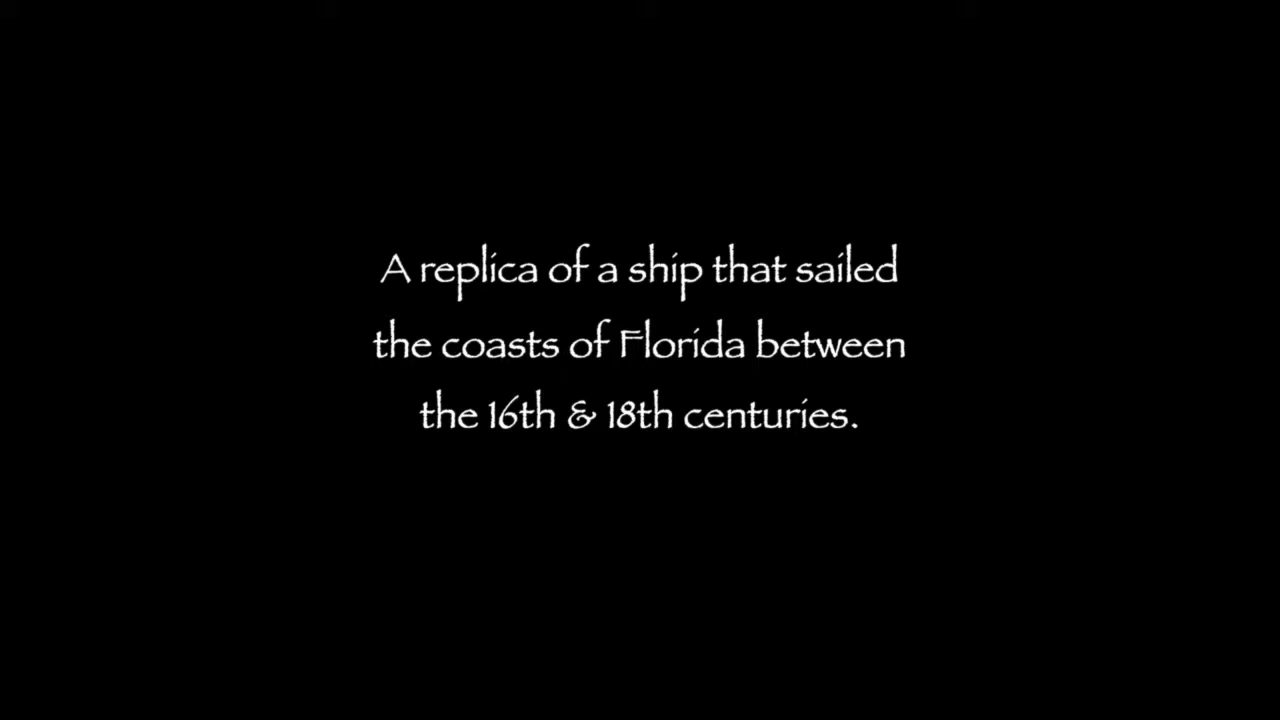 A replica of a ship that sailed
the coasts of Florida between
the 16th & 18th centuries.